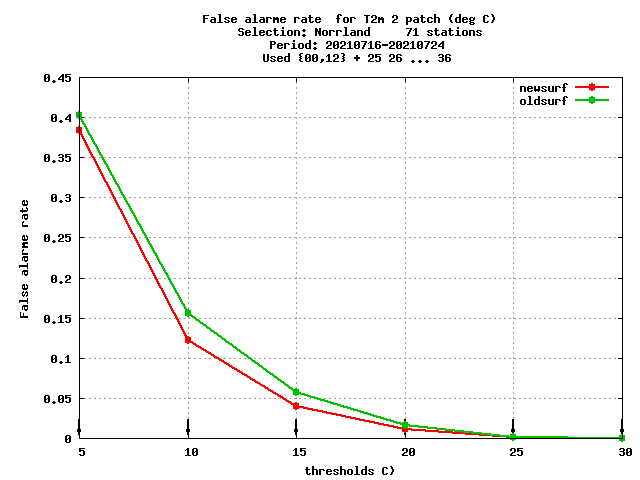 False alarme rate  for T2m 2 patch (deg C)
Selection: Norrland     71 stations
Period: 20210716-20210724
Used {00,12} + 25 26 ... 36
newsurf
oldsurf
0.45
0.4
0.35
0.3
0.25
0.2
0.15
0.1
0.05
0
False alarme rate
5 10 15 20 25 30
thresholds C)